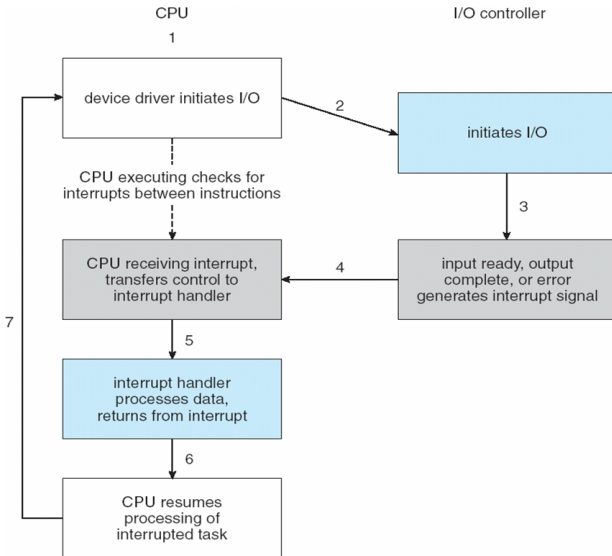 CPU
I/O controller
1
device driver initiates I/O
2
initiates I/O
CPU executing checks for
interrupts between instructions
3
CPU receiving interrupt,
transfers control to
interrupt handler
4
input ready, output
complete, or error
generates interrupt signal
7
5
interrupt handler
processes data,
returns from interrupt
6
CPU resumes
processing of
interrupted task